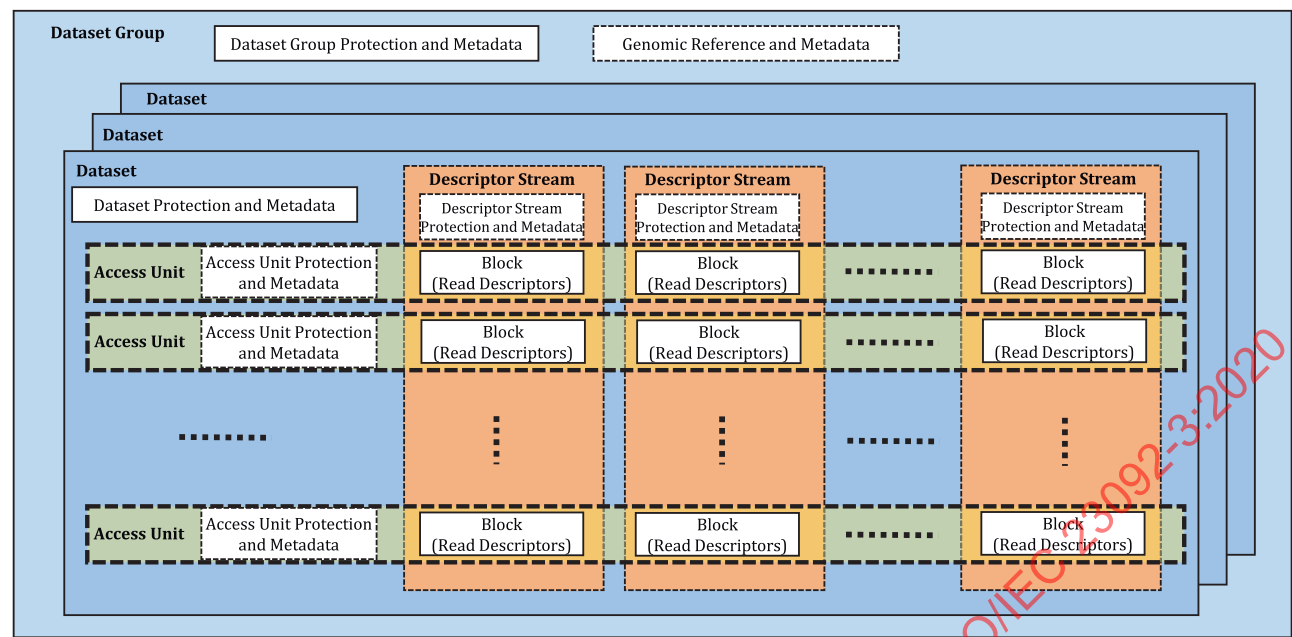 Dataset Group
Dataset Group Protection and Metadata
Genomic Reference and Metadata
Dataset
Dataset
Dataset
Dataset Protection and Metadata
Descriptor Stream
Descriptor Stream
Descriptor Stream
Descriptor Stream
Protection and Metadata
Descriptor Stream
Protection and Metadata
Descriptor Stream
Protection and Metadata
Access Unit
Access Unit Protection
and Metadata
Block
(Read Descriptors)
Block
(Read Descriptors)
Block
(Read Descriptors)
Access Unit
Access Unit Protection
and Metadata
Block
(Read Descriptors)
Block
(Read Descriptors)
Block
(Read Descriptors)
Access Unit
Access Unit Protection
and Metadata
Block
(Read Descriptors)
Block
(Read Descriptors)
Block
(Read Descriptors)
O/IEC 23092-3:2020